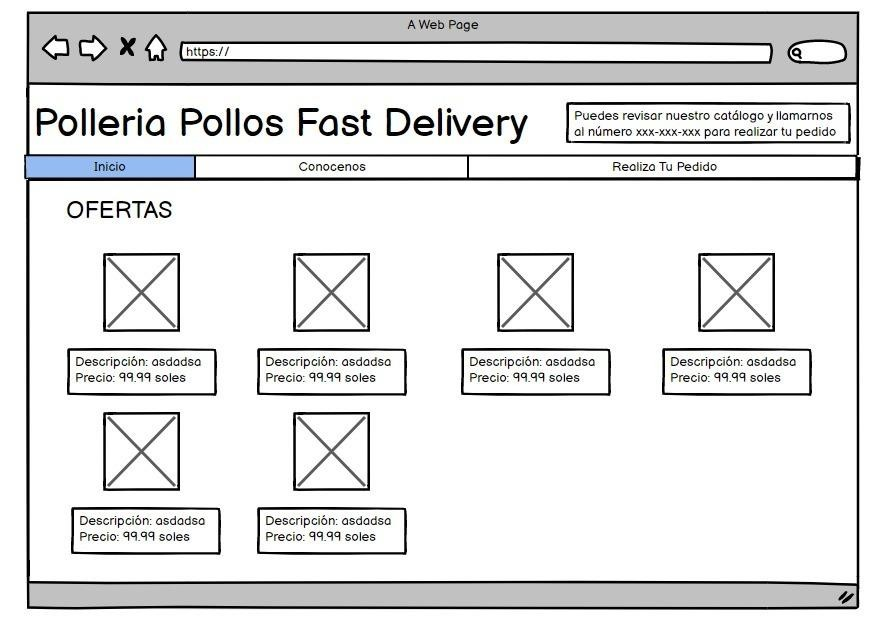 A Web Page
https://
Polleria Pollos Fast Delivery
Puedes revisar nuestro catálogo y llamarnos
al número xxx-xxx-xxx para realizar tu pedido
Inicio
Conocenos
Realiza Tu Pedido
OFERTAS
Descripción: asdadsa
Precio: 99.99 soles
Descripción: asdadsa
Precio: 99.99 soles
Descripción: asdadsa
Precio: 99.99 soles
Descripción: asdadsa
Precio: 99.99 soles
Descripción: asdadsa
Precio: 99.99 soles
Descripción: asdadsa
Precio: 99.99 soles